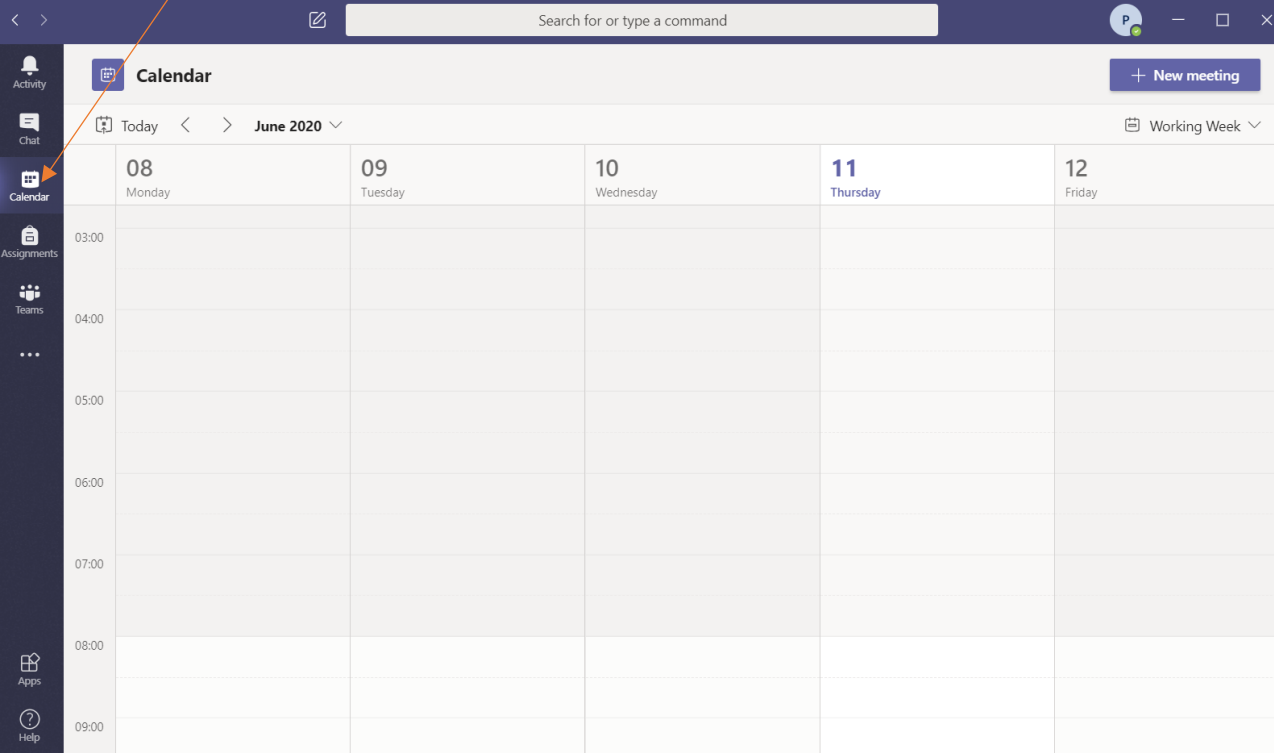 Search for or type a command
P
Activity
Chat
Calendar
Assignments
Teams
Apps
Help
Calendar
New meeting
Today
June 2020
Working Week
08
Monday
09
Tuesday
10
Wednesday
11
Thursday
12
Friday
03:00
04:00
05:00
06:00
07:00
08:00
09:00